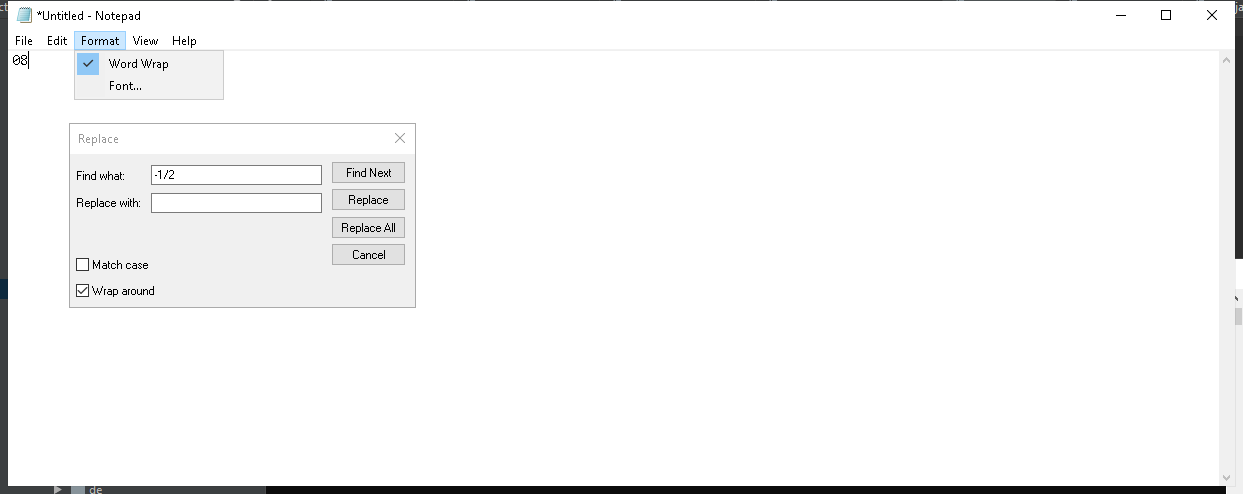 *Untitled - Notepad
File Edit Format View Help
08
Word Wrap
Font...
Replace
Find what: -1/2 Find Next
Replace with: Replace
Replace All
Cancel
Match case
Wrap around
de